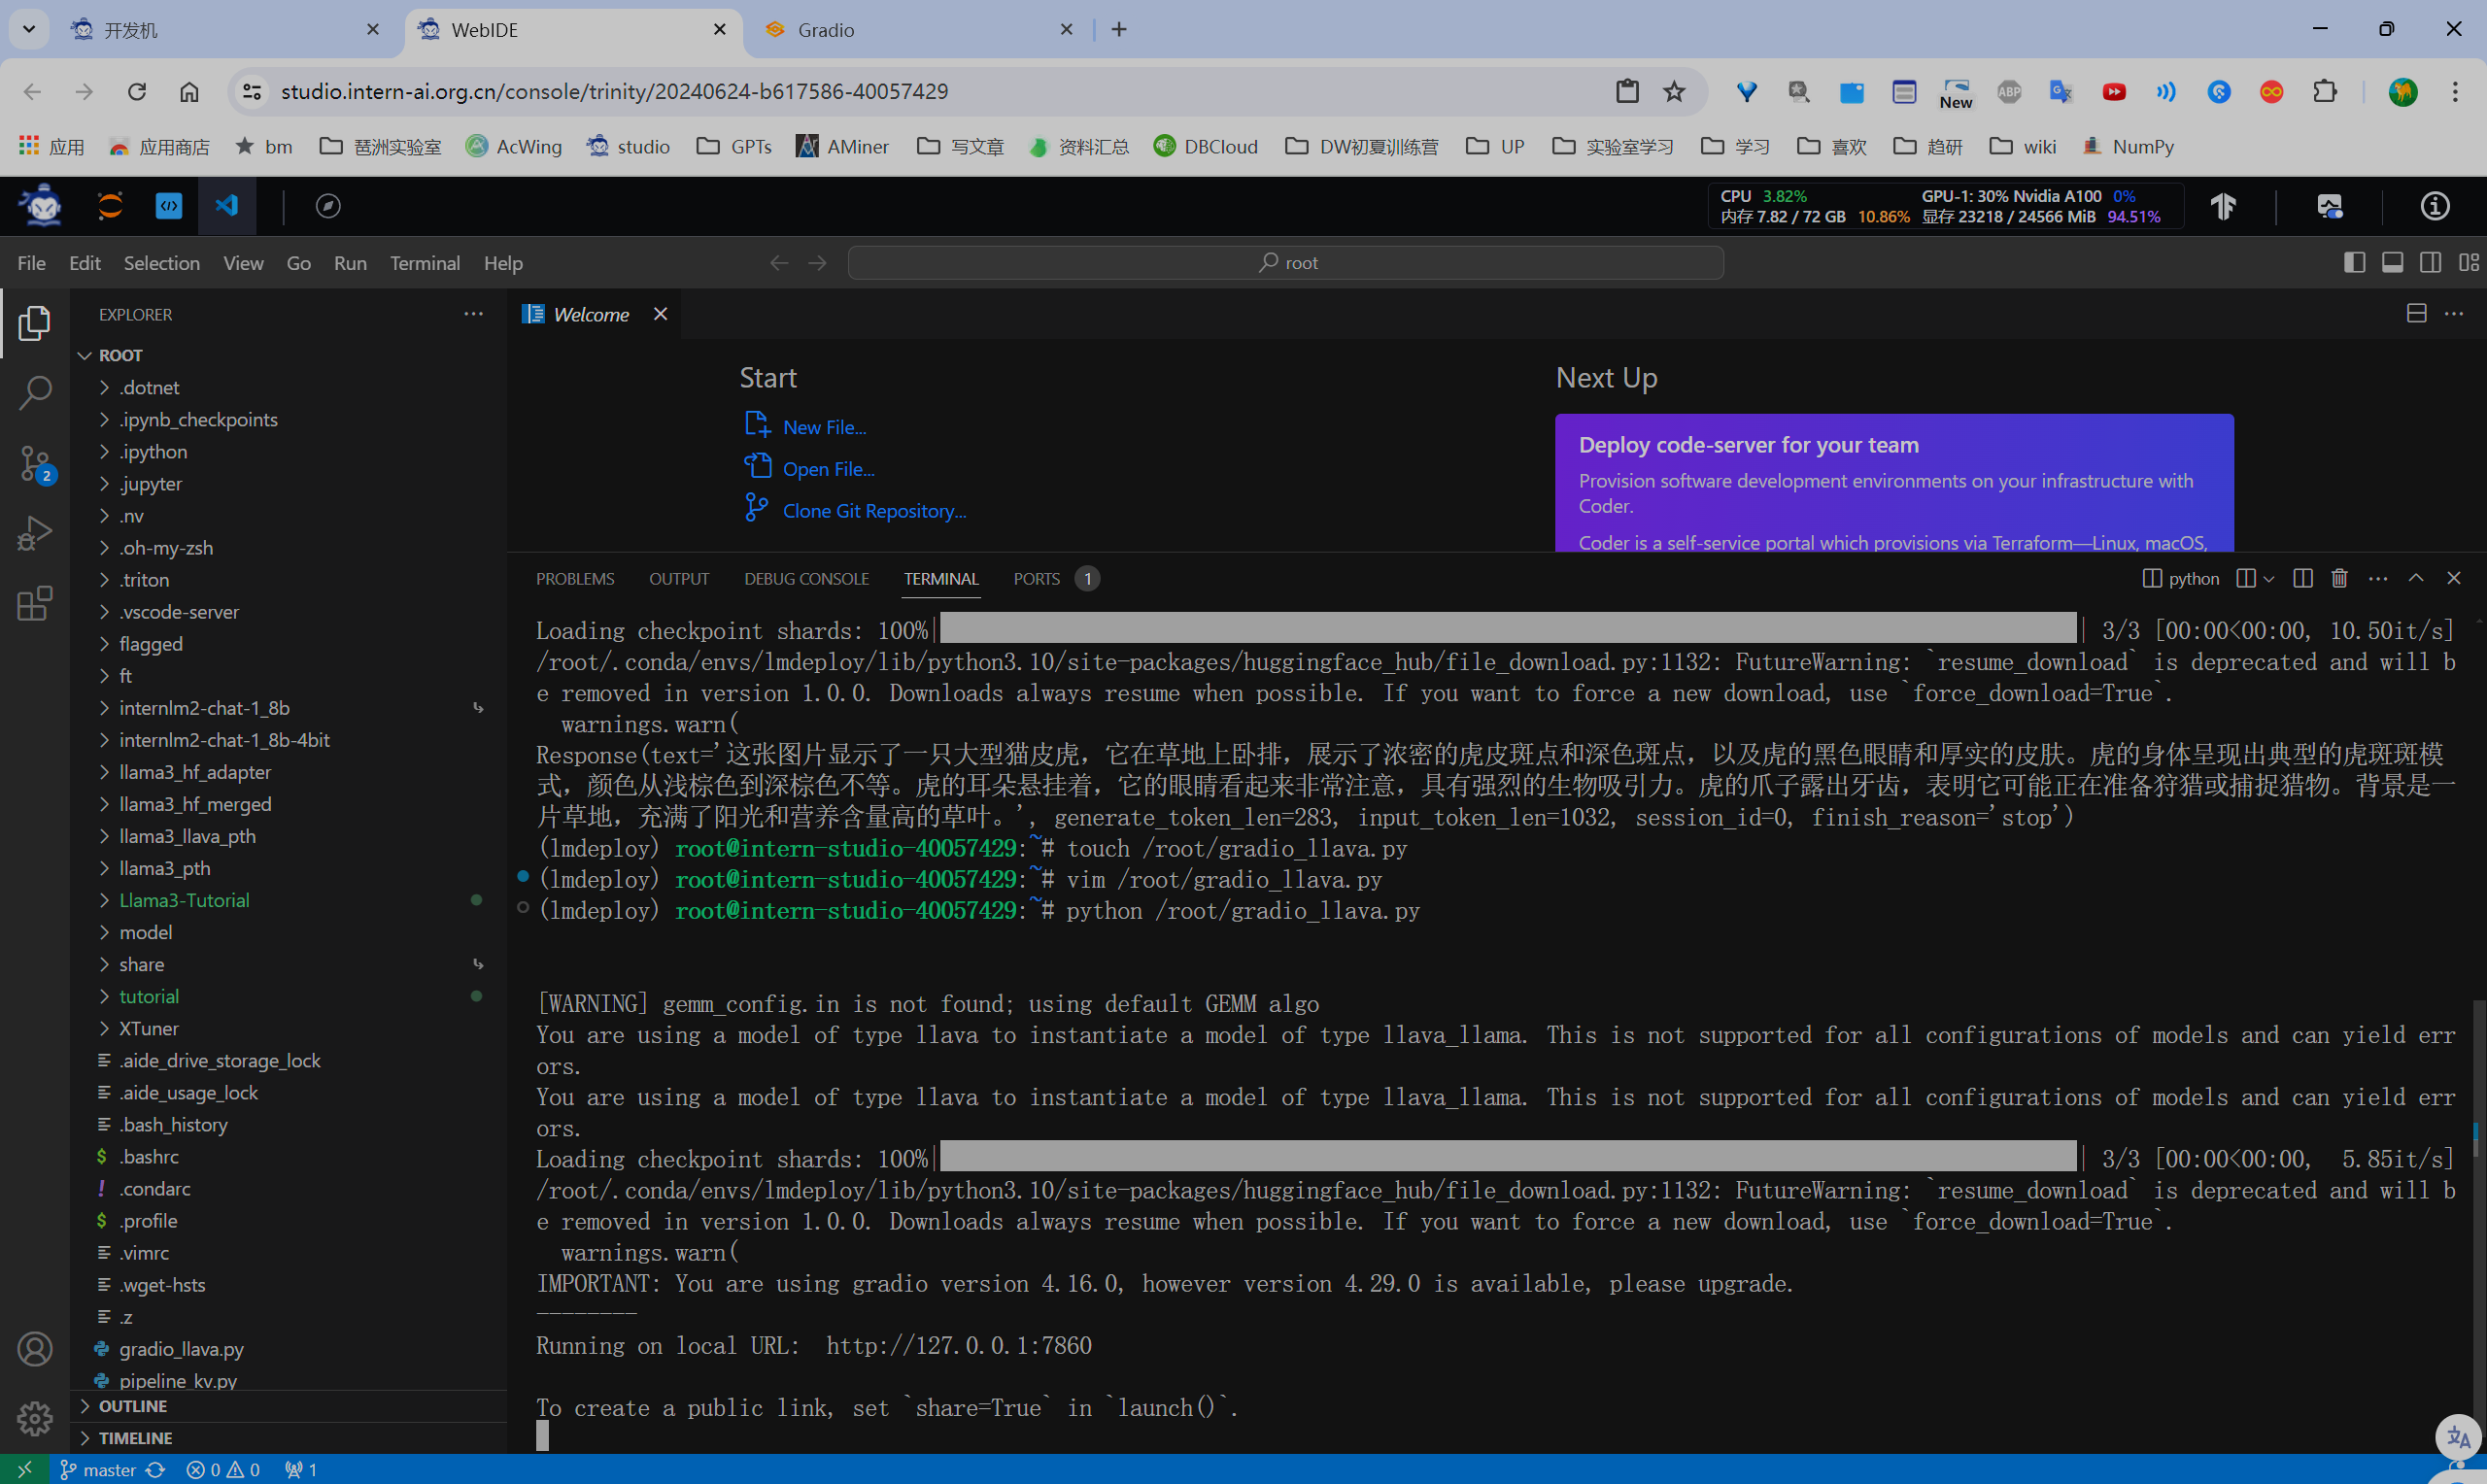 开发机
WebIDE
Gradio
studio.intern-ai.org.cn/console/trinity/20240624-b617586-40057429
New
ABP
应用
应用商店
bm
琶洲实验室
AcWing
studio
GPTs
AMiner
写文章
资料汇总
DBCloud
DW初夏训练营
UP
实验室学习
学习
喜欢
趋研
wiki
NumPy
CPU 3.82% GPU-1: 30% Nvidia A100 0%
内存 7.82 / 72 GB 10.86% 显存 23218 / 24566 MiB 94.51%
File Edit Selection View Go Run Terminal Help
root
EXPLORER
ROOT
.dotnet
.ipynb_checkpoints
.ipython
.jupyter
.nv
.oh-my-zsh
.triton
.vscode-server
flagged
ft
internlm2-chat-1_8b
internlm2-chat-1_8b-4bit
llama3_hf_adapter
llama3_hf_merged
llama3_llava_pth
llama3_pth
Llama3-Tutorial
model
share
tutorial
XTuner
.aide_drive_storage_lock
.aide_usage_lock
.bash_history
$ .bashrc
! .condarc
$ .profile
.vimrc
.wget-hsts
.z
gradio_llava.py
pipeline_kv.py
OUTLINE
TIMELINE
2
Welcome
Start
New File...
Open File...
Clone Git Repository...
Next Up
Deploy code-server for your team
Provision software development environments on your infrastructure with
Coder.
Coder is a self-service portal which provisions via Terraform—Linux, macOS,
PROBLEMS OUTPUT DEBUG CONSOLE TERMINAL PORTS 1
python
Loading checkpoint shards: 100%| | 3/3 [00:00<00:00, 10.50it/s]
/root/.conda/envs/lmdeploy/lib/python3.10/site-packages/huggingface_hub/file_download.py:1132: FutureWarning: `resume_download` is deprecated and will b
e removed in version 1.0.0. Downloads always resume when possible. If you want to force a new download, use `force_download=True`.
warnings.warn(
Response(text='这张图片显示了一只大型猫皮虎，它在草地上卧排，展示了浓密的虎皮斑点和深色斑点，以及虎的黑色眼睛和厚实的皮肤。虎的身体呈现出典型的虎斑斑模
式，颜色从浅棕色到深棕色不等。虎的耳朵悬挂着，它的眼睛看起来非常注意，具有强烈的生物吸引力。虎的爪子露出牙齿，表明它可能正在准备狩猎或捕捉猎物。背景是一
片草地，充满了阳光和营养含量高的草叶。', generate_token_len=283, input_token_len=1032, session_id=0, finish_reason='stop')
(lmdeploy) root@intern-studio-40057429:~# touch /root/gradio_llava.py
(lmdeploy) root@intern-studio-40057429:~# vim /root/gradio_llava.py
(lmdeploy) root@intern-studio-40057429:~# python /root/gradio_llava.py
[WARNING] gemm_config.in is not found; using default GEMM algo
You are using a model of type llava to instantiate a model of type llava_llama. This is not supported for all configurations of models and can yield err
ors.
You are using a model of type llava to instantiate a model of type llava_llama. This is not supported for all configurations of models and can yield err
ors.
Loading checkpoint shards: 100%| | 3/3 [00:00<00:00, 5.85it/s]
/root/.conda/envs/lmdeploy/lib/python3.10/site-packages/huggingface_hub/file_download.py:1132: FutureWarning: `resume_download` is deprecated and will b
e removed in version 1.0.0. Downloads always resume when possible. If you want to force a new download, use `force_download=True`.
warnings.warn(
IMPORTANT: You are using gradio version 4.16.0, however version 4.29.0 is available, please upgrade.
--------
Running on local URL: http://127.0.0.1:7860
To create a public link, set `share=True` in `launch()`.
master 0 0 1